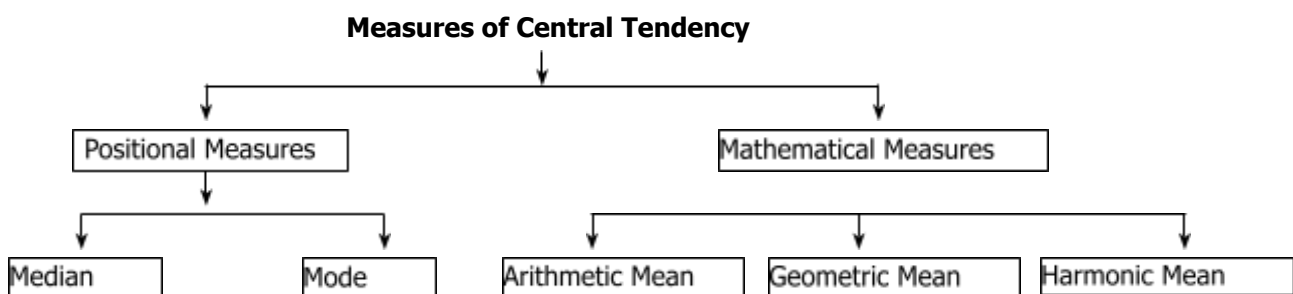 Measures of Central Tendency
Positional Measures
Mathematical Measures
Median
Mode
Arithmetic Mean
Geometric Mean
Harmonic Mean